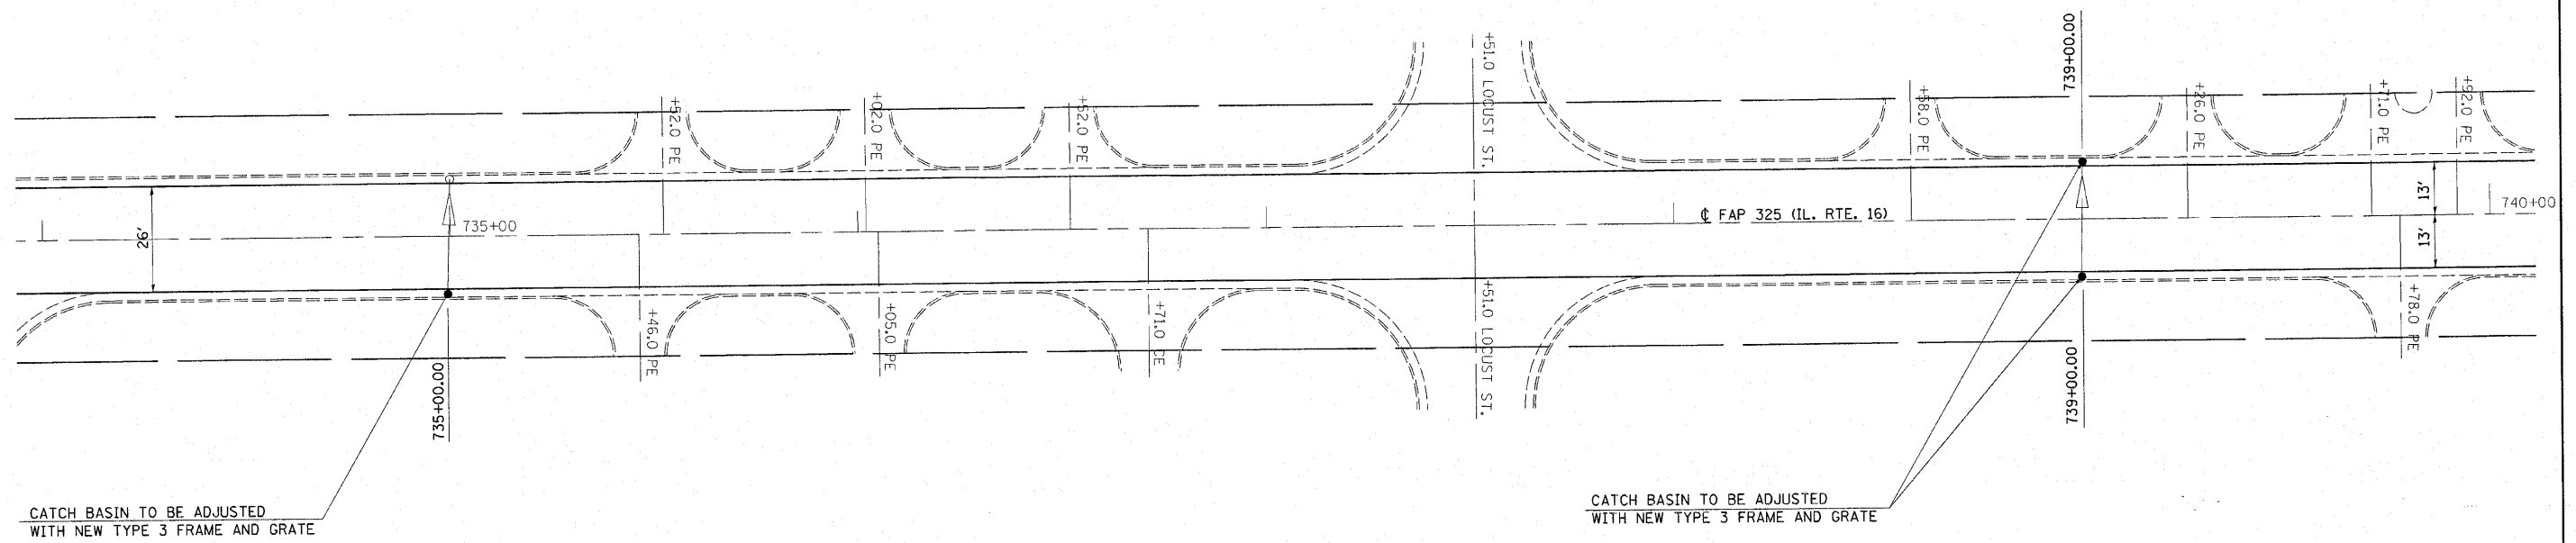 +52.0 PE
+02.0 PE
+52.0 PE
+51.0 LOCUST ST.
+58.0 PE
739+00.00
+26.0 PE
+71.0 PE
+92.0 PE
26'
735+00
℄ FAP 325 (IL. RTE. 16)
13'
13'
740+00
735+00.00
+46.0 PE
+05.0 PE
+71.0 CE
+51.0 LOCUST ST.
739+00.00
+78.0 PE
CATCH BASIN TO BE ADJUSTED
WITH NEW TYPE 3 FRAME AND GRATE
CATCH BASIN TO BE ADJUSTED
WITH NEW TYPE 3 FRAME AND GRATE